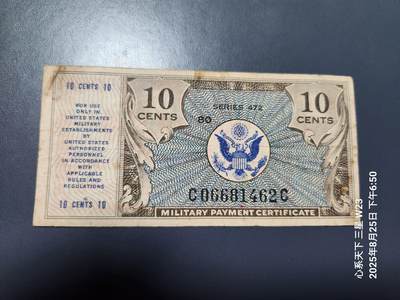 10 CENTS 10
FOR USE
ONLY IN
UNITED STATES
MILITARY
ESTABLISHMENTS
BY
UNITED STATES
AUTHORIZED
PERSONNEL
IN ACCORDANCE
WITH
APPLICABLE
RULES AND
REGULATIONS
10 CENTS 10
10
CENTS
SERIES 472
80
10
CENTS
C06681462C
MILITARY PAYMENT CERTIFICATE
心系天下 三星 W23
2025年8月25日 下午6:50